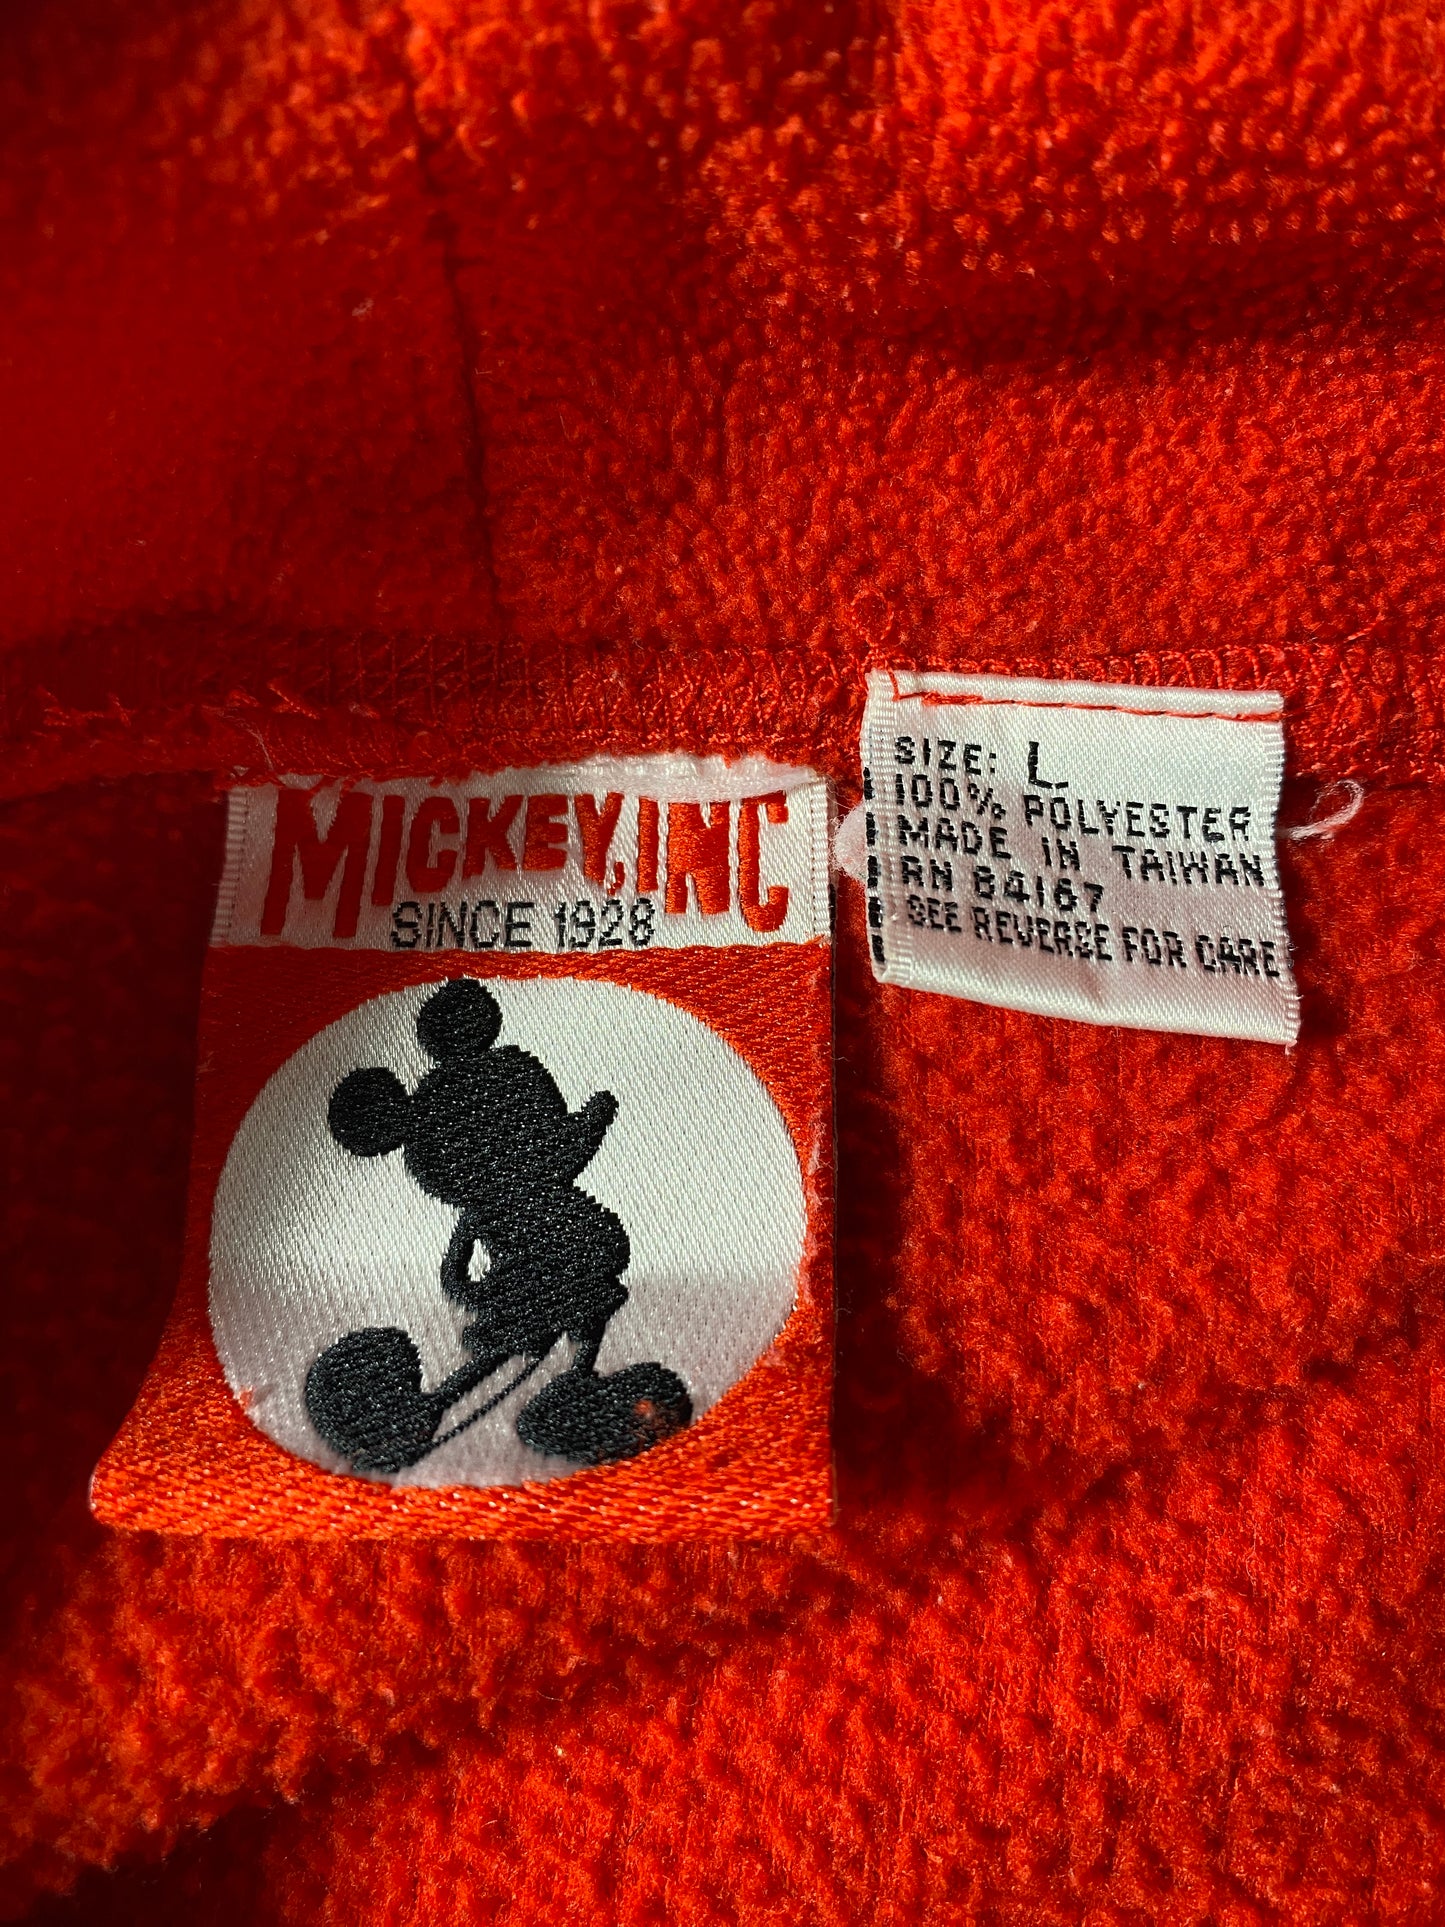 MICKEY, INC
SINCE 1928
SIZE: L
100% POLYESTER
MADE IN TAIWAN
RN 84167
SEE REVERSE FOR CARE